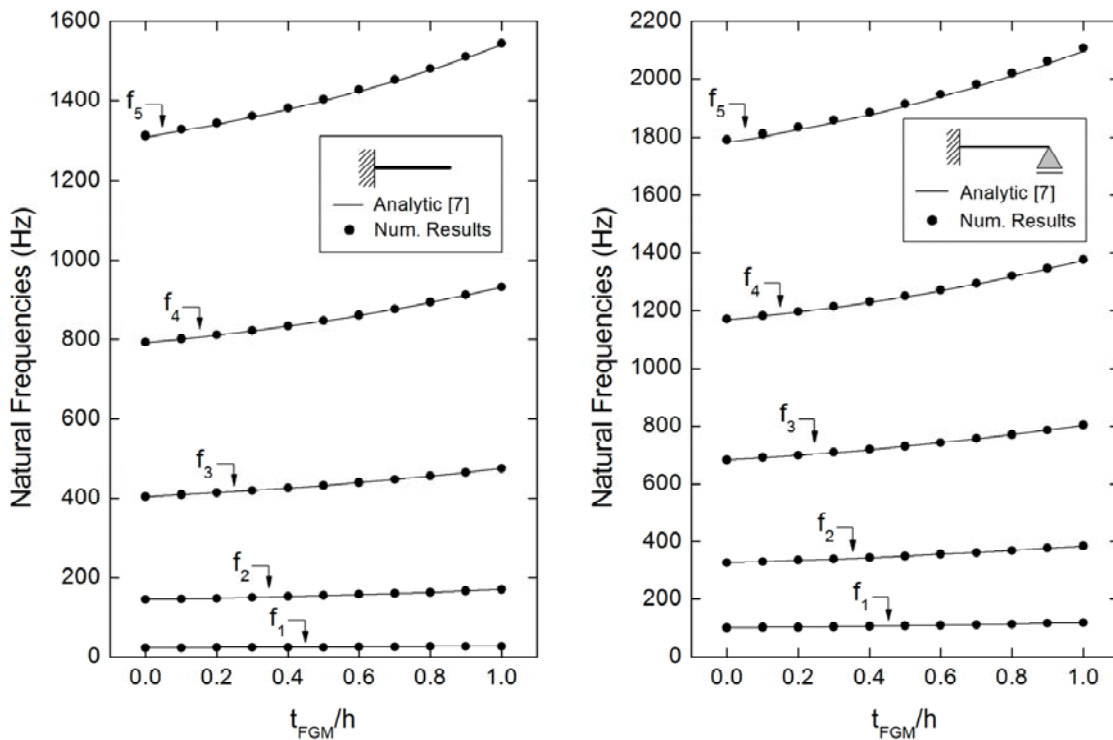 1600
1400
1200
1000
800
600
400
200
0
Natural Frequencies (Hz)
f5
f4
f3
f2
f1
Analytic [7]
Num. Results
0.0 0.2 0.4 0.6 0.8 1.0
tFGM/h
2200
2000
1800
1600
1400
1200
1000
800
600
400
200
0
Natural Frequencies (Hz)
f5
f4
f3
f2
f1
Analytic [7]
Num. Results
0.0 0.2 0.4 0.6 0.8 1.0
tFGM/h